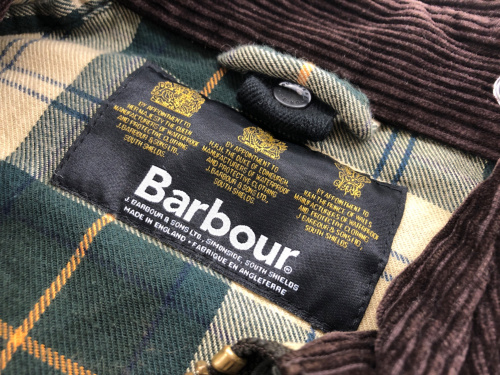 BY APPOINTMENT TO
HER MAJESTY THE QUEEN
MANUFACTURERS OF WATERPROOF
AND PROTECTIVE CLOTHING
J.BARBOUR & SONS LTD.,
SOUTH SHIELDS
BY APPOINTMENT TO
H.R.H. THE DUKE OF EDINBURGH
MANUFACTURERS OF WATERPROOF
AND PROTECTIVE CLOTHING
J.BARBOUR & SONS LTD.,
SOUTH SHIELDS
BY APPOINTMENT TO
THE PRINCE OF WALES
MANUFACTURERS OF WATERPROOF
AND PROTECTIVE CLOTHING
J.BARBOUR & SONS LTD.,
SOUTH SHIELDS
Barbour®
J. BARBOUR & SONS LTD., SIMONSIDE, SOUTH SHIELDS
MADE IN ENGLAND • FABRIQUE EN ANGLETERRE